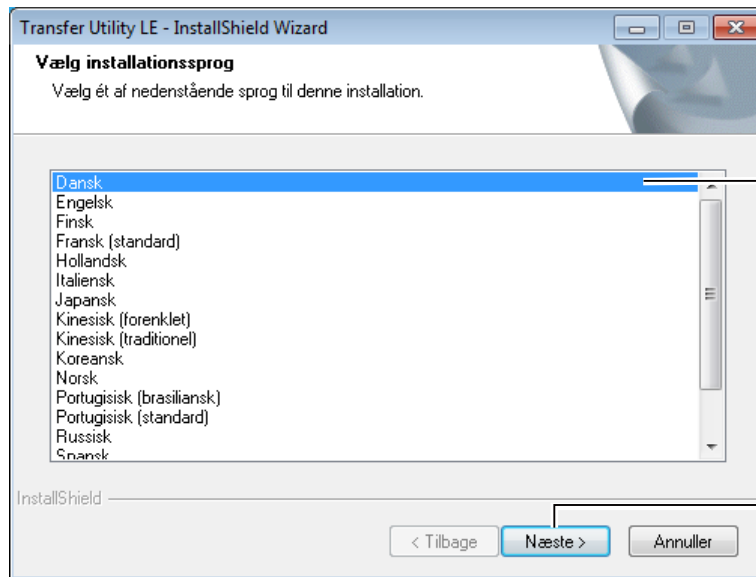 Transfer Utility LE - InstallShield Wizard
Vælg installationssprog
Vælg ét af nedenstående sprog til denne installation.
Dansk
Engelsk
Finsk
Fransk (standard)
Hollandsk
Italiensk
Japansk
Kinesisk (forenklet)
Kinesisk (traditionel)
Koreansk
Norsk
Portugisisk (brasiliansk)
Portugisisk (standard)
Russisk
Spansk
InstallShield
< Tilbage Næste > Annuller